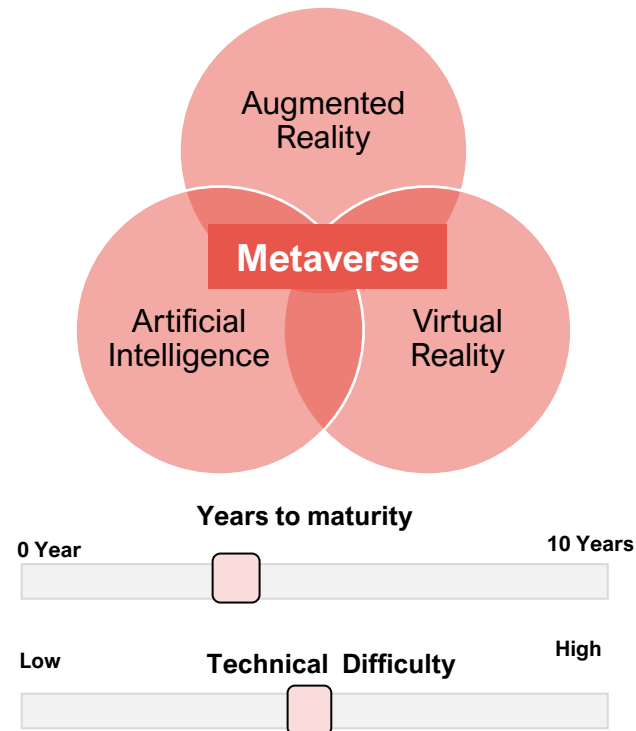 Augmented
Reality
Metaverse
Artificial
Intelligence
Virtual
Reality
Years to maturity
0 Year
10 Years
Low
Technical Difficulty
High